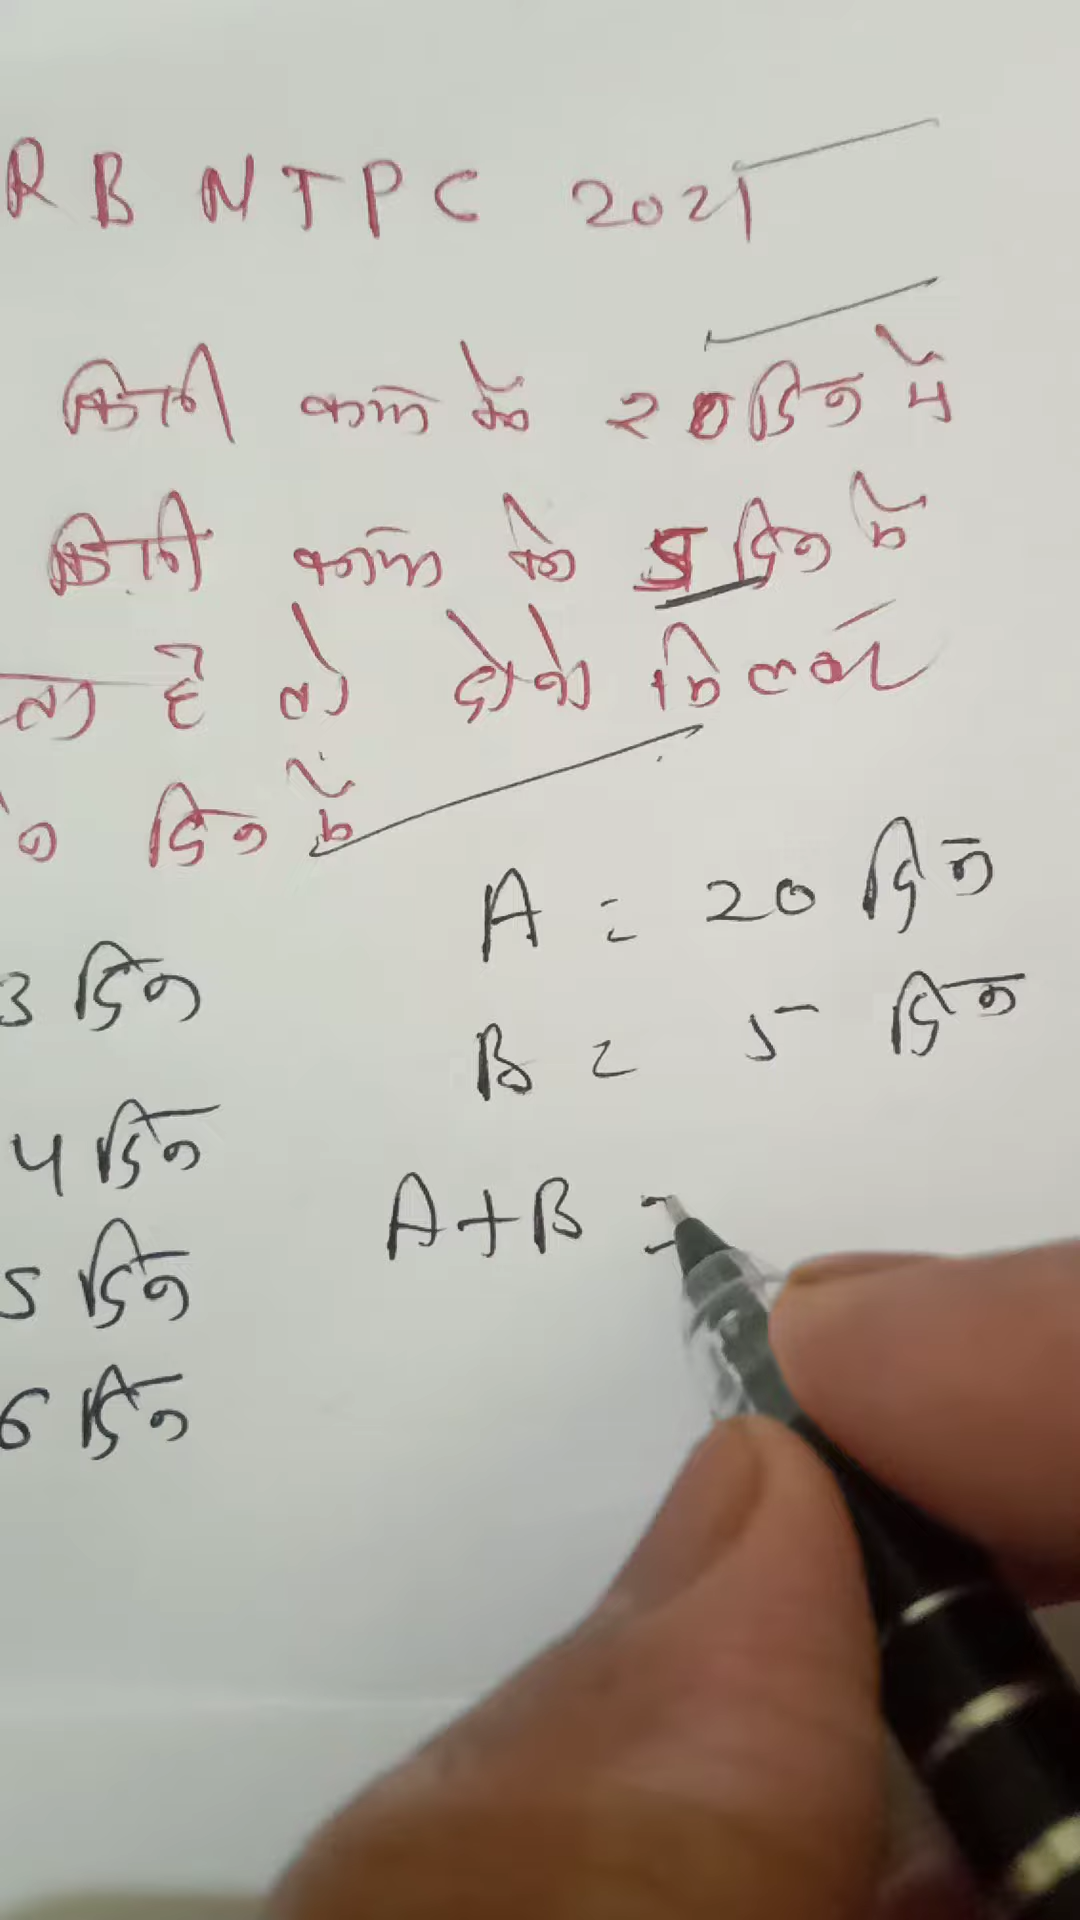 RB NTPC 2021
किसी काम को 20 दिन में
किसी काम को 5 दिन में
ता है तो दोनो मिलकर
न दिन में
A = 20 दिन
3 दिन
B = 5 दिन
4 दिन
A+B =
5 दिन
6 दिन